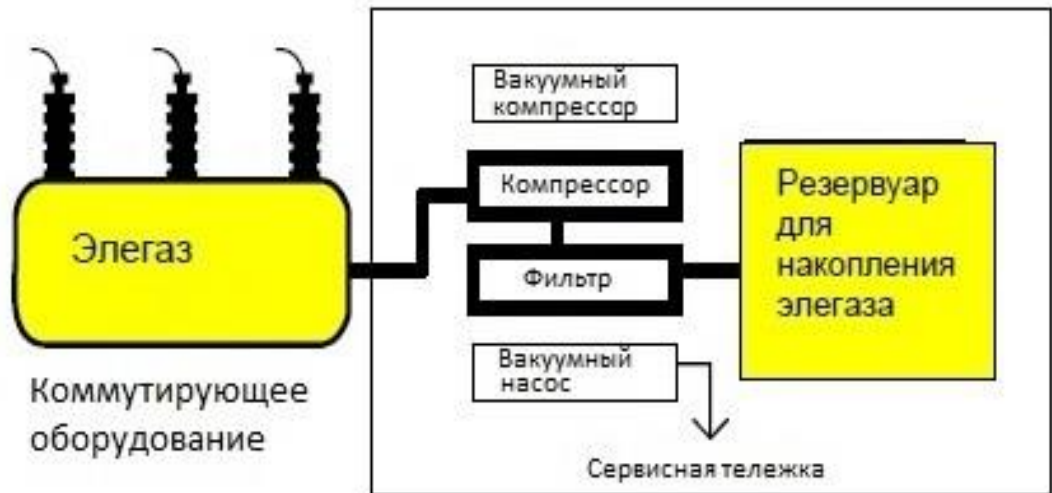 Элегаз
Коммутирующее
оборудование
Вакуумный
компрессор
Компрессор
Фильтр
Вакуумный
насос
Резервуар
для
накопления
элегаза
Сервисная тележка